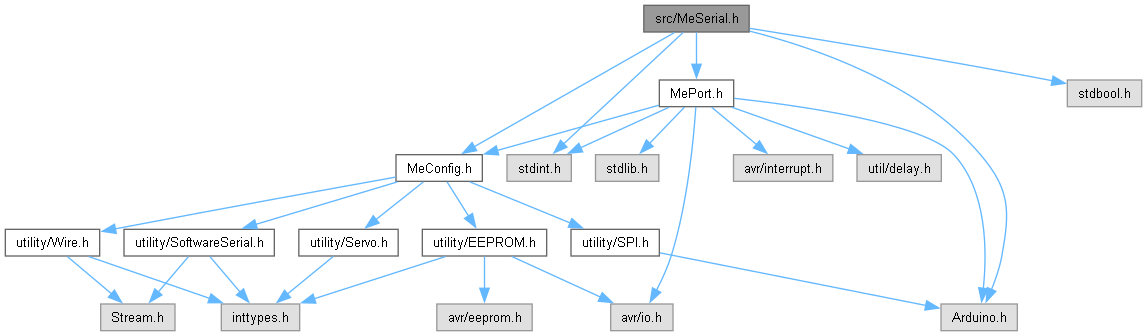 src/MeSerial.h
MePort.h
stdbool.h
MeConfig.h
stdint.h
stdlib.h
avr/interrupt.h
util/delay.h
utility/Wire.h
utility/SoftwareSerial.h
utility/Servo.h
utility/EEPROM.h
utility/SPI.h
Stream.h
inttypes.h
avr/eeprom.h
avr/io.h
Arduino.h